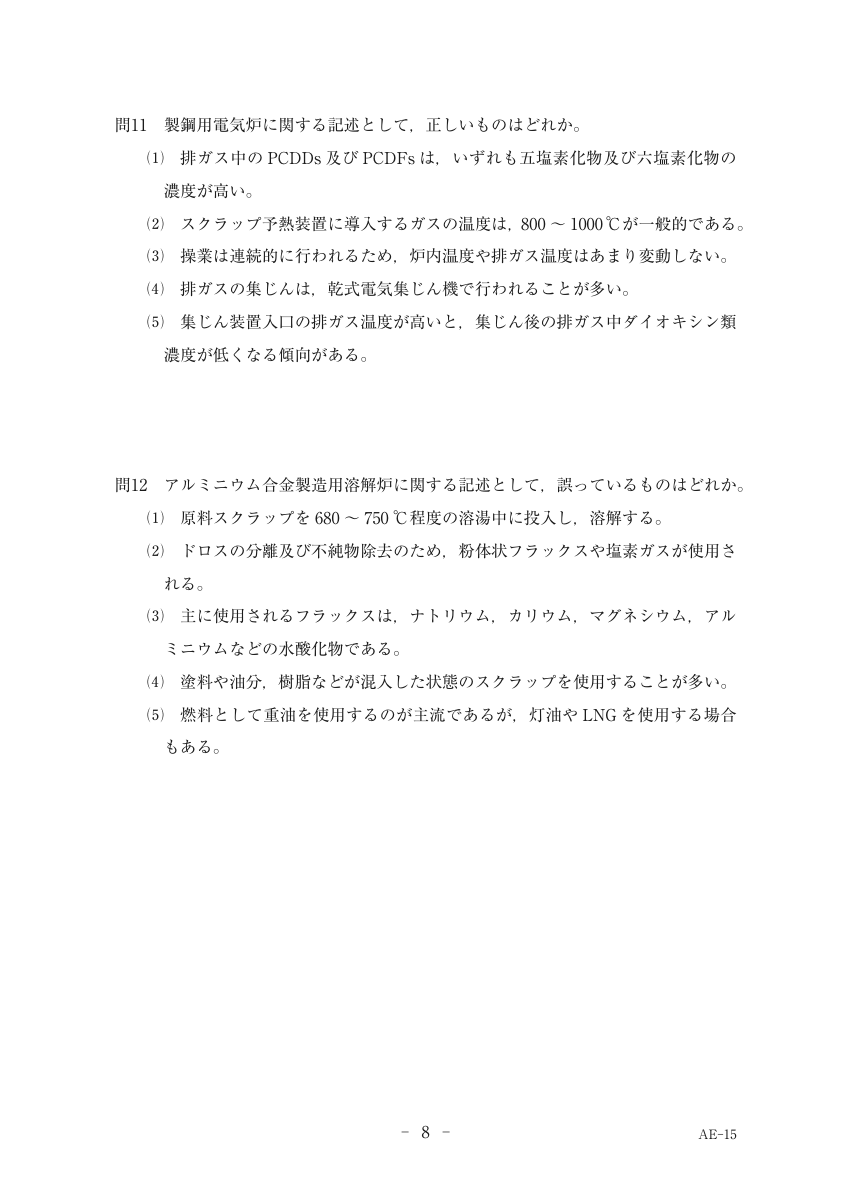 問11　製鋼用電気炉に関する記述として，正しいものはどれか。
⑴　排ガス中の PCDDs 及び PCDFs は，いずれも五塩素化物及び六塩素化物の
濃度が高い。
⑵　スクラップ予熱装置に導入するガスの温度は，800 ～ 1000 ℃が一般的である。
⑶　操業は連続的に行われるため，炉内温度や排ガス温度はあまり変動しない。
⑷　排ガスの集じんは，乾式電気集じん機で行われることが多い。
⑸　集じん装置入口の排ガス温度が高いと，集じん後の排ガス中ダイオキシン類
濃度が低くなる傾向がある。
問12　アルミニウム合金製造用溶解炉に関する記述として，誤っているものはどれか。
⑴　原料スクラップを 680 ～ 750 ℃程度の溶湯中に投入し，溶解する。
⑵　ドロスの分離及び不純物除去のため，粉体状フラックスや塩素ガスが使用さ
れる。
⑶　主に使用されるフラックスは，ナトリウム，カリウム，マグネシウム，アル
ミニウムなどの水酸化物である。
⑷　塗料や油分，樹脂などが混入した状態のスクラップを使用することが多い。
⑸　燃料として重油を使用するのが主流であるが，灯油や LNG を使用する場合
もある。
- 8 -
AE-15